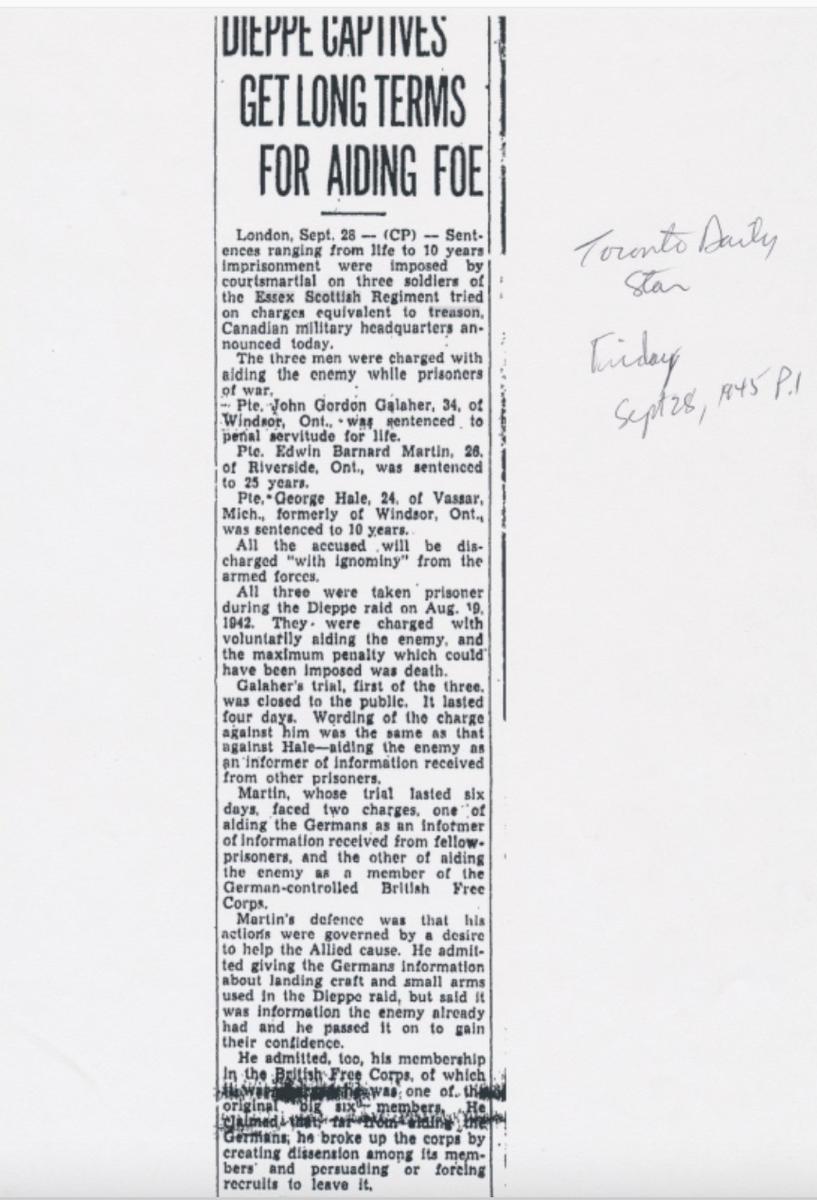 DIEPPE CAPTIVES
GET LONG TERMS
FOR AIDING FOE
London, Sept. 28 — (CP) — Sent-
ences ranging from life to 10 years
imprisonment were imposed by
courtsmartial on three soldiers of
the Essex Scottish Regiment tried
on charges equivalent to treason,
Canadian military headquarters an-
nounced today.
The three men were charged with
aiding the enemy while prisoners
of war.
Pte. John Gordon Galaher, 34, of
Windsor, Ont., was sentenced to
penal servitude for life.
Pte. Edwin Barnard Martin, 26,
of Riverside, Ont., was sentenced
to 25 years.
Pte. George Hale, 24, of Vassar,
Mich., formerly of Windsor, Ont.,
was sentenced to 10 years.
All the accused will be dis-
charged "with ignominy" from the
armed forces.
All three were taken prisoner
during the Dieppe raid on Aug. 19,
1942. They were charged with
voluntarily aiding the enemy, and
the maximum penalty which could
have been imposed was death.
Galaher's trial, first of the three,
was closed to the public. It lasted
four days. Wording of the charge
against him was the same as that
against Hale—aiding the enemy as
an informer of information received
from other prisoners.
Martin, whose trial lasted six
days, faced two charges, one of
aiding the Germans as an informer
of information received from fellow-
prisoners, and the other of aiding
the enemy as a member of the
German-controlled British Free
Corps.
Martin's defence was that his
actions were governed by a desire
to help the Allied cause. He admit-
ted giving the Germans information
about landing craft and small arms
used in the Dieppe raid, but said it
was information the enemy already
had and he passed it on to gain
their confidence.
He admitted, too, his membership
in the British Free Corps, of which
it was he was one of the
original "big six" members. He
claimed that, far from aiding the
Germans, he broke up the corps by
creating dissension among its mem-
bers and persuading or forcing
recruits to leave it.
Toronto Daily
Star
Friday
Sept 28, 1945 P.1